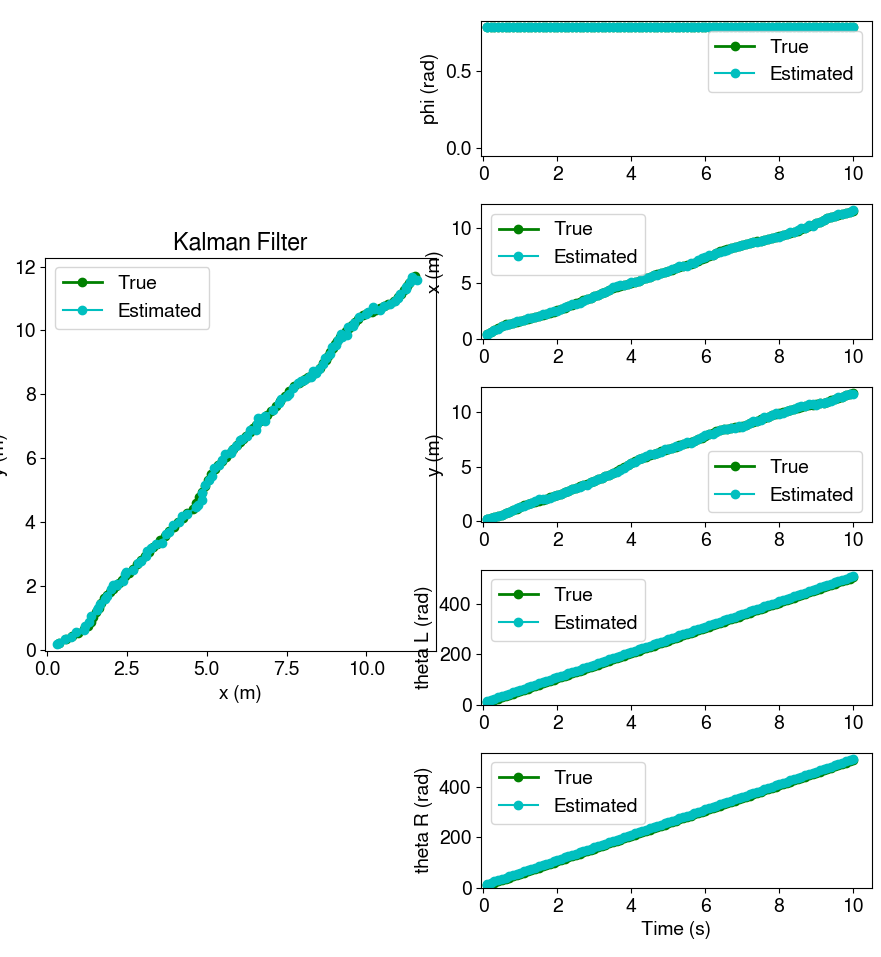 Kalman Filter
True
Estimated
12
10
8
6
4
2
0
y (m)
0.0
2.5
5.0
7.5
10.0
x (m)
True
Estimated
0.5
0.0
phi (rad)
0 2 4 6 8 10
True
Estimated
10
5
0
x (m)
0 2 4 6 8 10
True
Estimated
10
5
0
y (m)
0 2 4 6 8 10
True
Estimated
400
200
0
theta L (rad)
0 2 4 6 8 10
True
Estimated
400
200
0
theta R (rad)
0 2 4 6 8 10
Time (s)